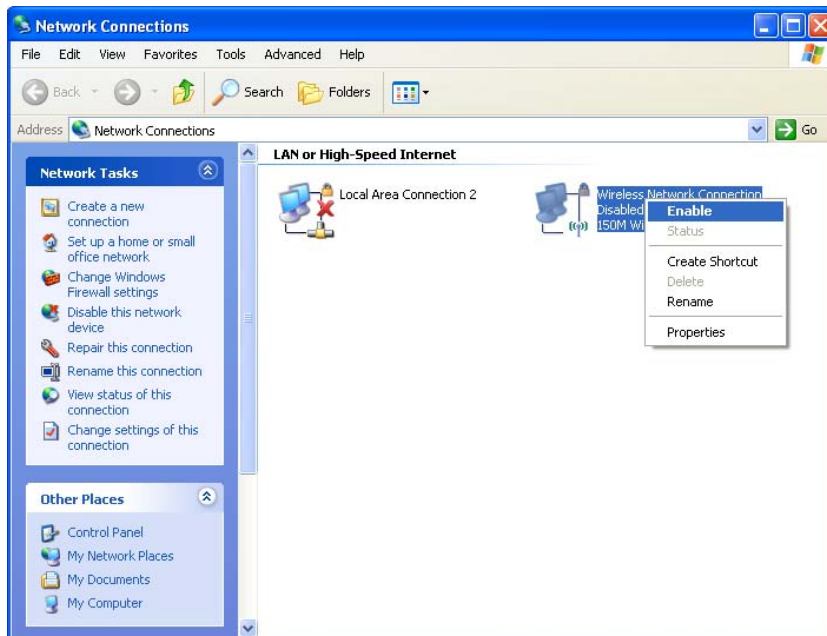 Network Connections
File Edit View Favorites Tools Advanced Help
Back Search Folders
Address Network Connections Go
Network Tasks
Create a new
connection
Set up a home or small
office network
Change Windows
Firewall settings
Disable this network
device
Repair this connection
Rename this connection
View status of this
connection
Change settings of this
connection
Other Places
Control Panel
My Network Places
My Documents
My Computer
LAN or High-Speed Internet
Local Area Connection 2
Wireless Network Connection
Disabled
150M
Enable
Status
Create Shortcut
Delete
Rename
Properties